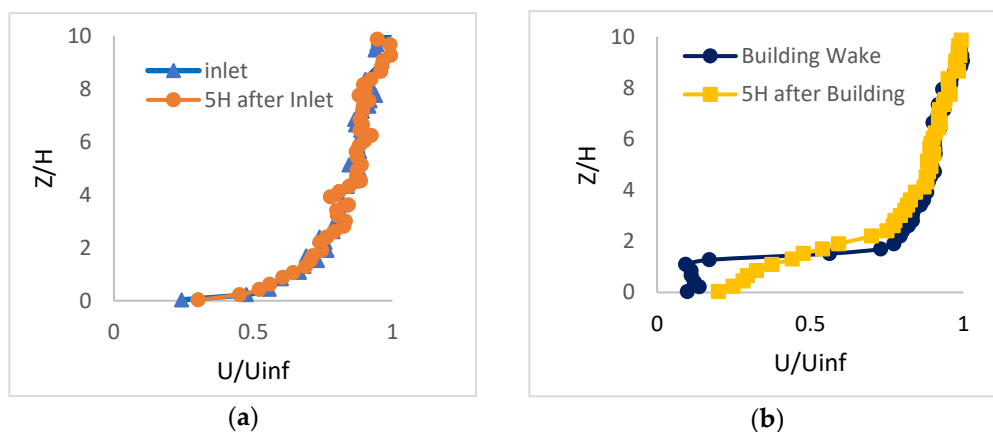 10
8
6
4
2
0
Z/H
inlet
5H after Inlet
0
0.5
1
U/Uinf
(a)
10
8
6
4
2
0
Z/H
Building Wake
5H after Building
0
0.5
1
U/Uinf
(b)